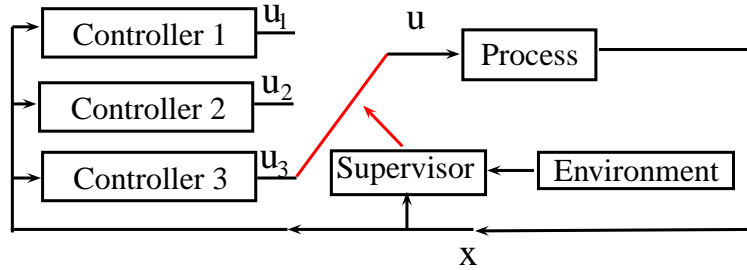 Controller 1
u1
u
Process
Controller 2
u2
Controller 3
u3
Supervisor
Environment
x